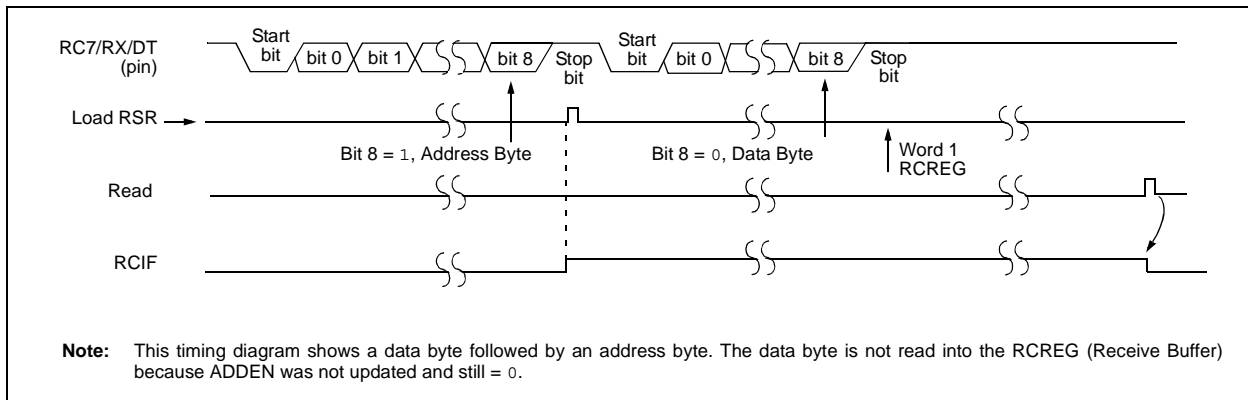 RC7/RX/DT
(pin)
Start
bit
bit 0
bit 1
bit 8
Stop
bit
Start
bit
bit 0
bit 8
Stop
bit
Load RSR
Bit 8 = 1, Address Byte
Bit 8 = 0, Data Byte
Word 1
RCREG
Read
RCIF
Note: This timing diagram shows a data byte followed by an address byte. The data byte is not read into the RCREG (Receive Buffer)
because ADDEN was not updated and still = 0.